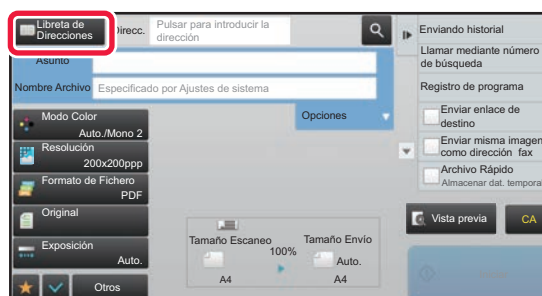 Libreta de
Direcciones
Direcc.
Pulsar para introducir la
dirección
Asunto
Nombre Archivo
Especificado por Ajustes de sistema
Modo Color
Auto./Mono 2
Resolución
200x200ppp
Formato de Fichero
PDF
Original
Exposición
Auto.
Otros
Opciones
Tamaño Escaneo
100%
Tamaño Envío
Auto.
A4
A4
Enviando historial
Llamar mediante número
de búsqueda
Registro de programa
Enviar enlace de
destino
Enviar misma imagen
como dirección fax
Archivo Rápido
Almacenar dat. tempora
Vista previa
CA